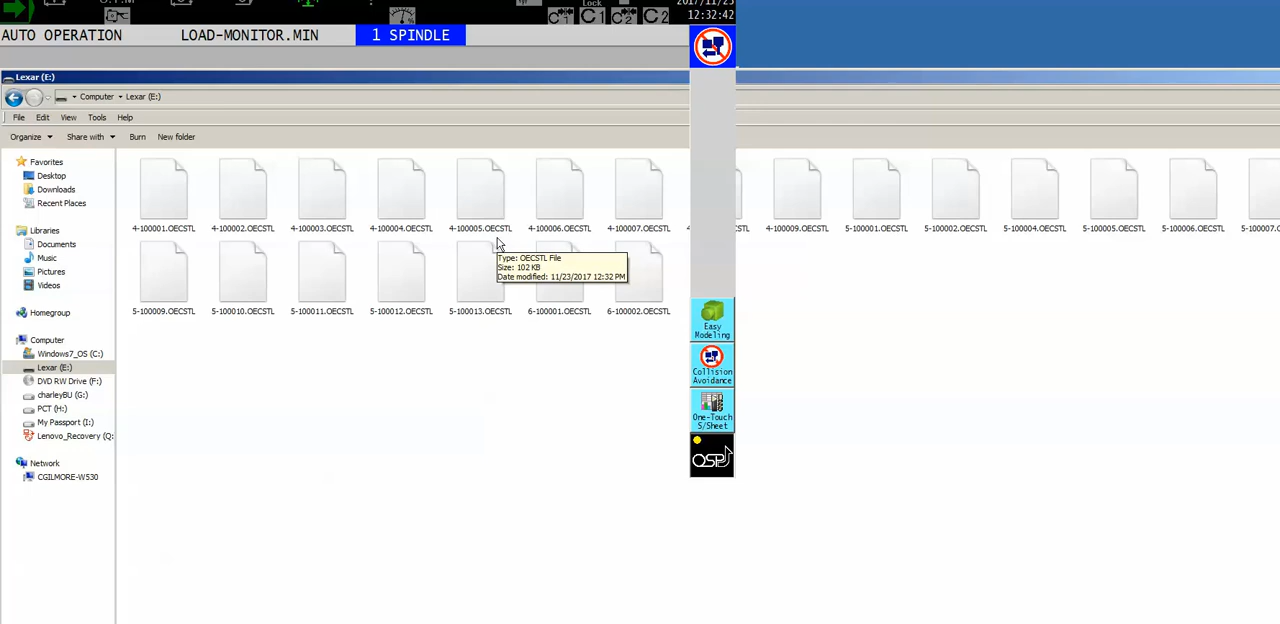 2017/11/23
Lock
12:32:42
C1 C2 C2
AUTO OPERATION LOAD-MONITOR.MIN 1 SPINDLE
Lexar (E:)
Computer Lexar (E:)
File Edit View Tools Help
Organize Share with Burn New folder
Favorites
Desktop
Downloads
Recent Places
Libraries
Documents
Music
Pictures
Videos
Homegroup
Computer
Windows7_OS (C:)
Lexar (E:)
DVD RW Drive (F:)
charleyBU (G:)
PCT (H:)
My Passport (I:)
Lenovo_Recovery (Q:
Network
CGILMORE-W530
4-100001.OECSTL 4-100002.OECSTL 4-100003.OECSTL 4-100004.OECSTL 4-100005.OECSTL 4-100006.OECSTL 4-100007.OECSTL 4-100009.OECSTL 5-100001.OECSTL 5-100002.OECSTL 5-100004.OECSTL 5-100005.OECSTL 5-100006.OECSTL 5-100007.O
5-100009.OECSTL 5-100010.OECSTL 5-100011.OECSTL 5-100012.OECSTL 5-100013.OECSTL 6-100001.OECSTL 6-100002.OECSTL
Type: OECSTL File
Size: 102 KB
Date modified: 11/23/2017 12:32 PM
Easy
Modeling
Collision
Avoidance
One-Touch
S/Sheet
OSP